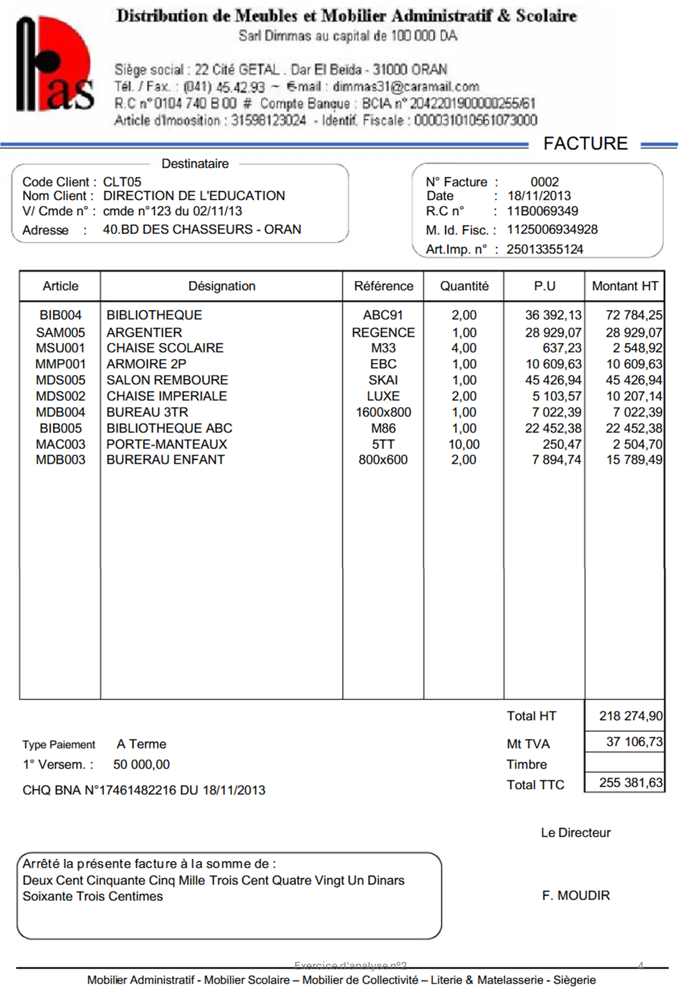 Distribution de Meubles et Mobilier Administratif & Scolaire
Sarl Dimmas au capital de 100 000 DA
as
Siège social : 22 Cité GETAL . Dar El Beida - 31000 ORAN
Tél. / Fax. : (041) 45.42.93 ~ E-mail : dimmas31@caramail.com
R.C n° 0104 740 B 00 # Compte Banque : BCIA n° 2042201900000255/61
Article d'Imposition : 31598123024 - Identif. Fiscale : 000031010561073000
FACTURE
Destinataire
Code Client : CLT05
Nom Client : DIRECTION DE L'EDUCATION
V/ Cmde n° : cmde n°123 du 02/11/13
Adresse : 40.BD DES CHASSEURS - ORAN
N° Facture : 0002
Date : 18/11/2013
R.C n° : 11B0069349
M. Id. Fisc. : 1125006934928
Art.Imp. n° : 25013355124
Article Désignation Référence Quantité P.U Montant HT
BIB004 BIBLIOTHEQUE ABC91 2,00 36 392,13 72 784,25
SAM005 ARGENTIER REGENCE 1,00 28 929,07 28 929,07
MSU001 CHAISE SCOLAIRE M33 4,00 637,23 2 548,92
MMP001 ARMOIRE 2P EBC 1,00 10 609,63 10 609,63
MDS005 SALON REMBOURE SKAI 1,00 45 426,94 45 426,94
MDS002 CHAISE IMPERIALE LUXE 2,00 5 103,57 10 207,14
MDB004 BUREAU 3TR 1600x800 1,00 7 022,39 7 022,39
BIB005 BIBLIOTHEQUE ABC M86 1,00 22 452,38 22 452,38
MAC003 PORTE-MANTEAUX 5TT 10,00 250,47 2 504,70
MDB003 BURERAU ENFANT 800x600 2,00 7 894,74 15 789,49
Total HT 218 274,90
Type Paiement A Terme
Mt TVA 37 106,73
1° Versem. : 50 000,00
Timbre
CHQ BNA N°17461482216 DU 18/11/2013
Total TTC 255 381,63
Le Directeur
Arrêté la présente facture à la somme de :
Deux Cent Cinquante Cinq Mille Trois Cent Quatre Vingt Un Dinars
Soixante Trois Centimes
F. MOUDIR
Exercice d'analyse n°2 4
Mobilier Administratif - Mobilier Scolaire – Mobilier de Collectivité – Literie & Matelasserie - Siègerie